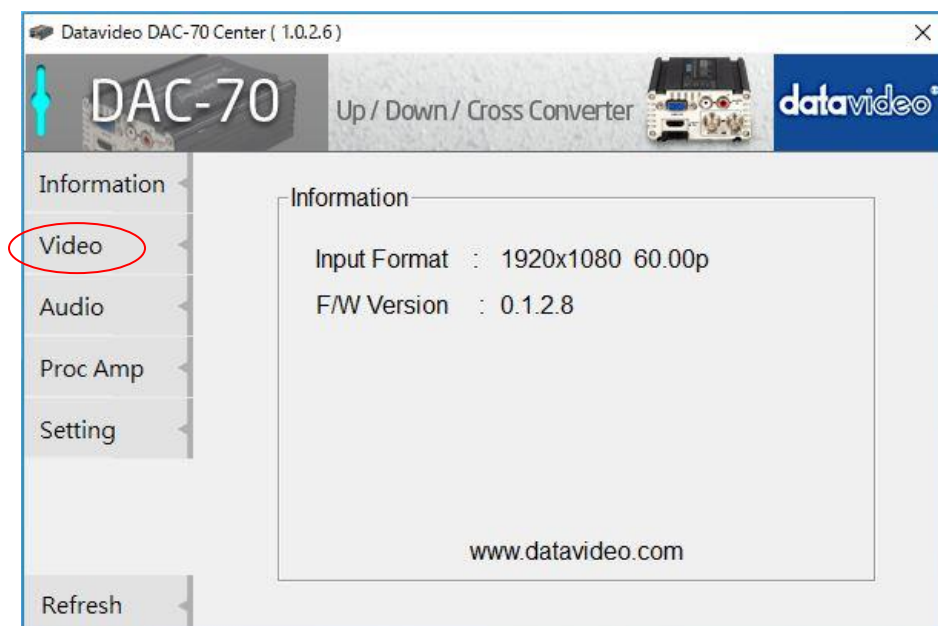 Datavideo DAC-70 Center ( 1.0.2.6 )
DAC-70
Up / Down / Cross Converter
datavideo®
Information
Video
Audio
Proc Amp
Setting
Refresh
Information
Input Format : 1920x1080 60.00p
F/W Version : 0.1.2.8
www.datavideo.com